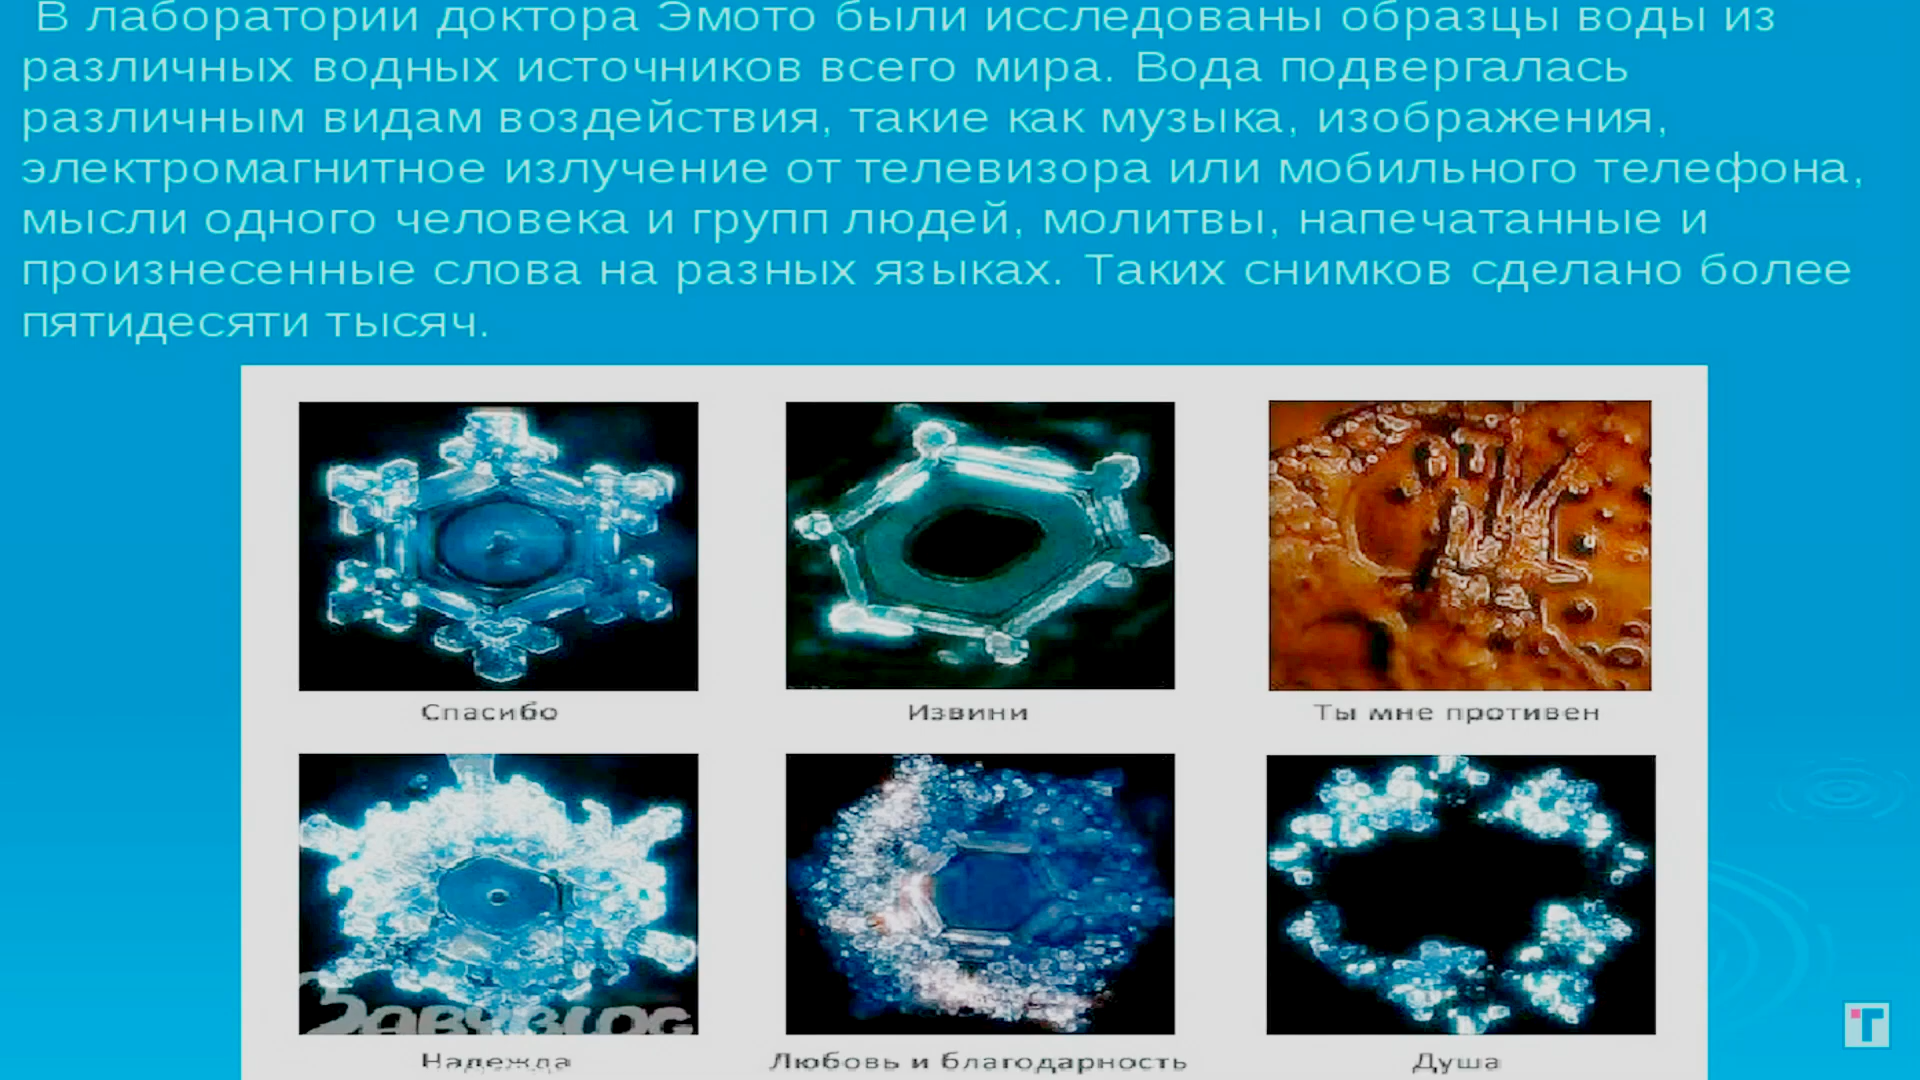 В лаборатории доктора Эмото были исследованы образцы воды из
различных водных источников всего мира. Вода подвергалась
различным видам воздействия, такие как музыка, изображения,
электромагнитное излучение от телевизора или мобильного телефона,
мысли одного человека и групп людей, молитвы, напечатанные и
произнесенные слова на разных языках. Таких снимков сделано более
пятидесяти тысяч.
Спасибо
Извини
Ты мне противен
BABYBLOG
Надежда
Любовь и благодарность
Душа
T